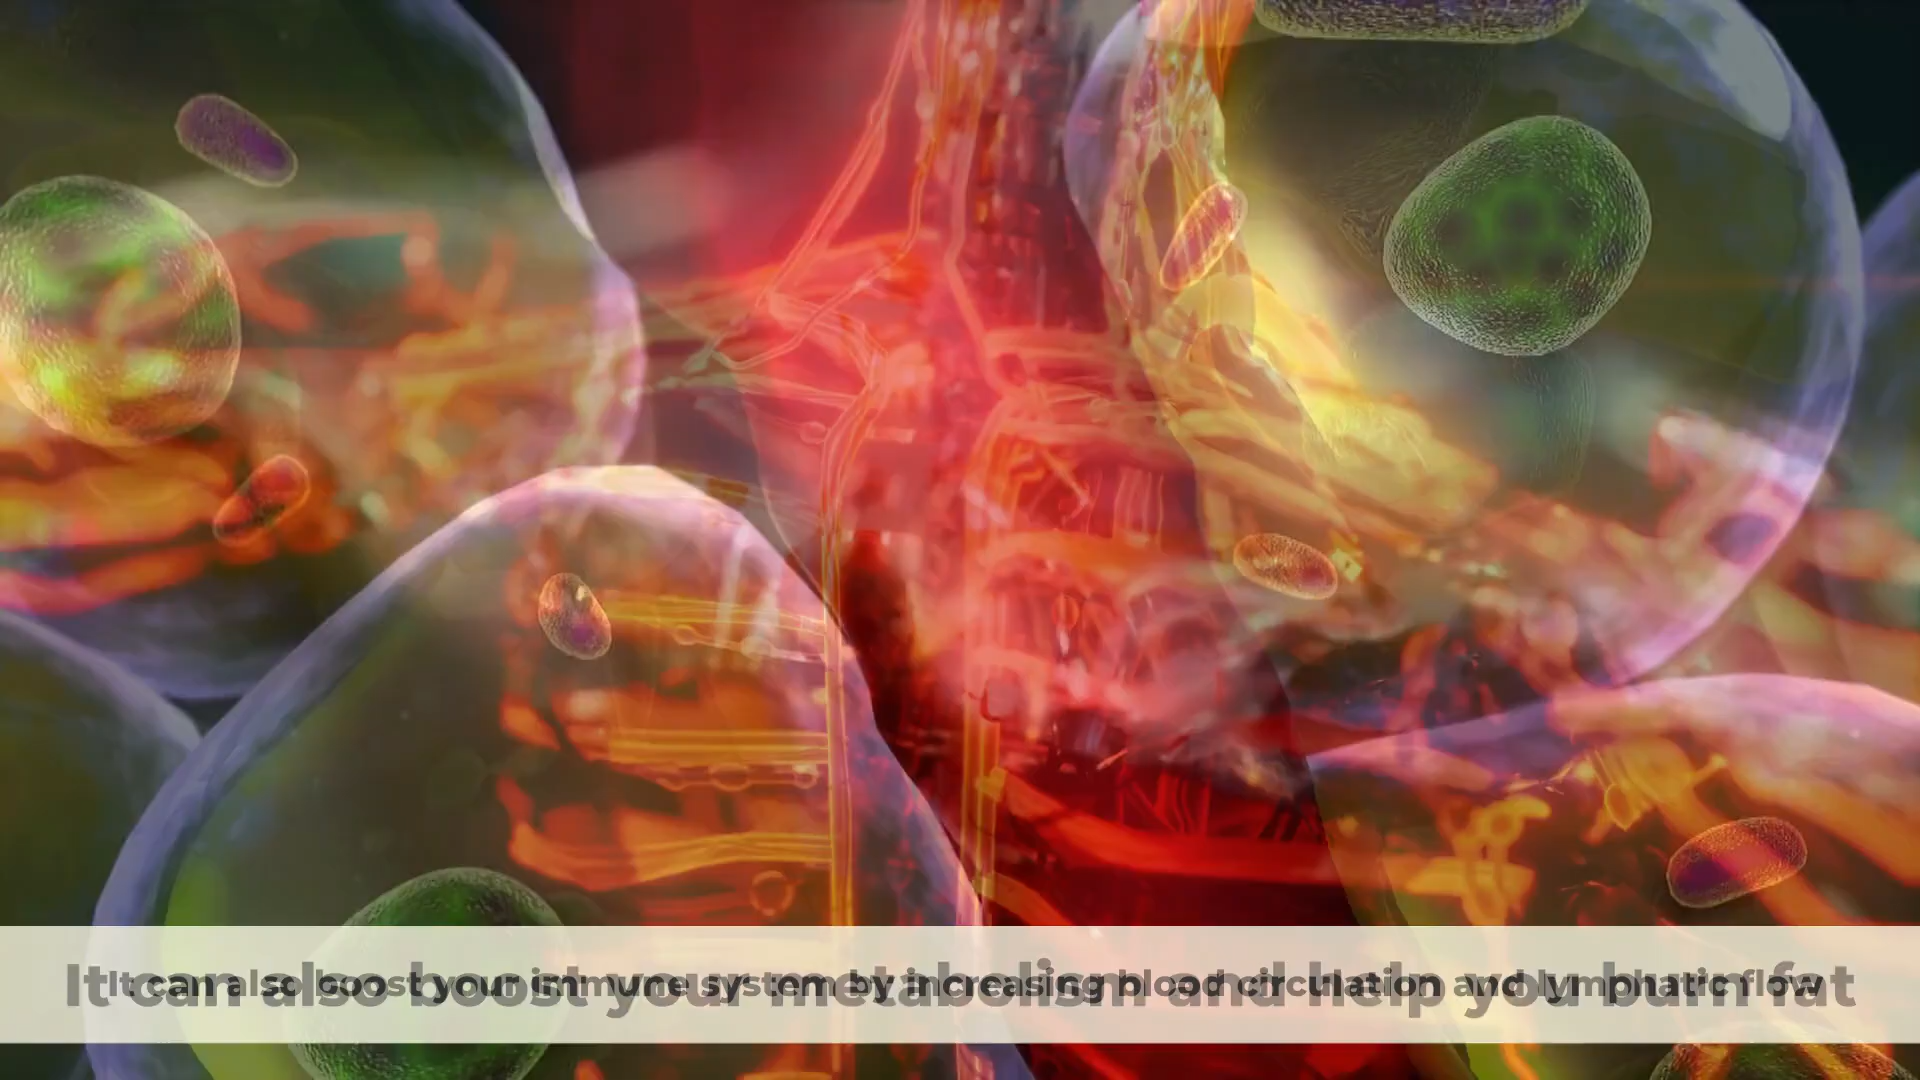 It can also boost your immune system by increasing blood circulation and lymphatic flow
It can also boost your metabolism and help you burn fat